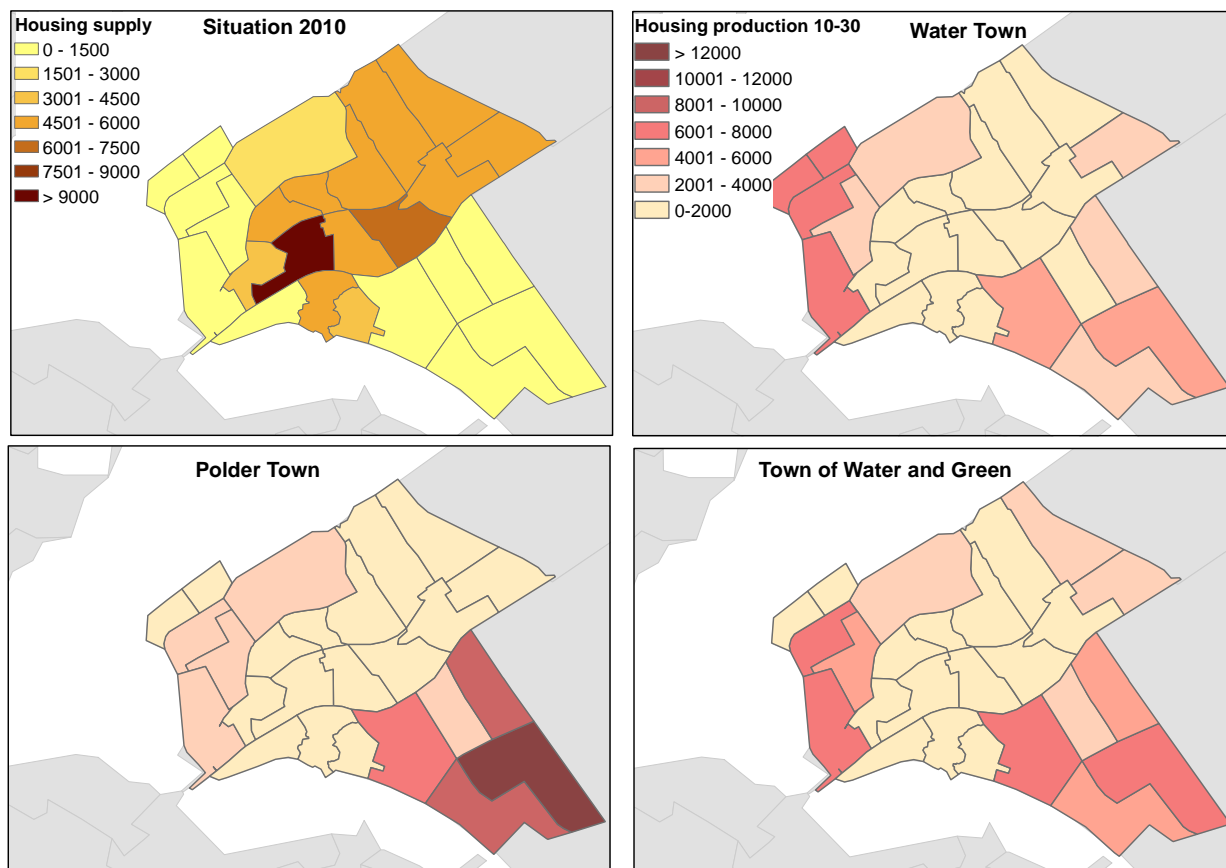 Housing supply
Situation 2010
0 - 1500
1501 - 3000
3001 - 4500
4501 - 6000
6001 - 7500
7501 - 9000
> 9000
Housing production 10-30
Water Town
> 12000
10001 - 12000
8001 - 10000
6001 - 8000
4001 - 6000
2001 - 4000
0-2000
Polder Town
Town of Water and Green